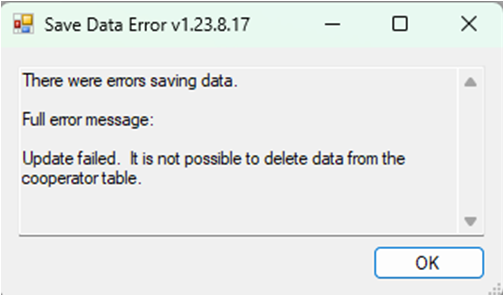 Save Data Error v1.23.8.17
There were errors saving data.
Full error message:
Update failed.  It is not possible to delete data from the
cooperator table.
OK